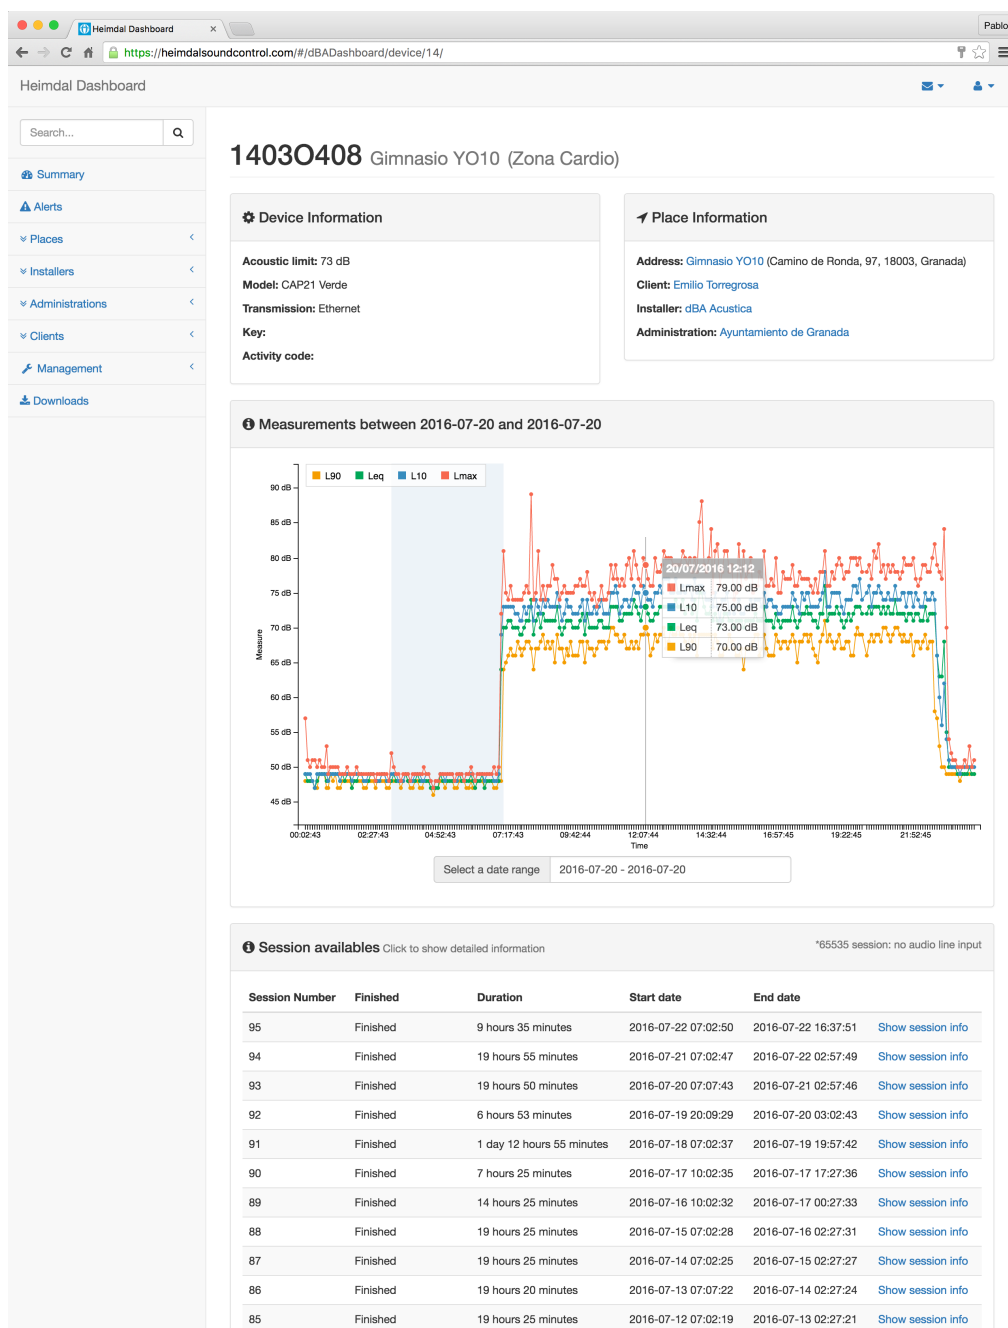 Heimdal Dashboard
Pablo
https://heimdalsoundcontrol.com/#/dBADashboard/device/14/
Heimdal Dashboard
Search...
Summary
Alerts
Places
Installers
Administrations
Clients
Management
Downloads
1403O408 Gimnasio YO10 (Zona Cardio)
Device Information
Acoustic limit: 73 dB
Model: CAP21 Verde
Transmission: Ethernet
Key:
Activity code:
Place Information
Address: Gimnasio YO10 (Camino de Ronda, 97, 18003, Granada)
Client: Emilio Torregrosa
Installer: dBA Acustica
Administration: Ayuntamiento de Granada
Measurements between 2016-07-20 and 2016-07-20
L90 Leq L10 Lmax
90 dB
85 dB
80 dB
75 dB
70 dB
65 dB
60 dB
55 dB
50 dB
45 dB
Measure
20/07/2016 12:12
Lmax 79.00 dB
L10 75.00 dB
Leq 73.00 dB
L90 70.00 dB
00:02:43 02:27:43 04:52:43 07:17:43 09:42:44 12:07:44 14:32:44 16:57:45 19:22:45 21:52:45
Time
Select a date range 2016-07-20 - 2016-07-20
Session availables Click to show detailed information *65535 session: no audio line input
Session Number Finished Duration Start date End date
95 Finished 9 hours 35 minutes 2016-07-22 07:02:50 2016-07-22 16:37:51 Show session info
94 Finished 19 hours 55 minutes 2016-07-21 07:02:47 2016-07-22 02:57:49 Show session info
93 Finished 19 hours 50 minutes 2016-07-20 07:07:43 2016-07-21 02:57:46 Show session info
92 Finished 6 hours 53 minutes 2016-07-19 20:09:29 2016-07-20 03:02:43 Show session info
91 Finished 1 day 12 hours 55 minutes 2016-07-18 07:02:37 2016-07-19 19:57:42 Show session info
90 Finished 7 hours 25 minutes 2016-07-17 10:02:35 2016-07-17 17:27:36 Show session info
89 Finished 14 hours 25 minutes 2016-07-16 10:02:32 2016-07-17 00:27:33 Show session info
88 Finished 19 hours 25 minutes 2016-07-15 07:02:28 2016-07-16 02:27:31 Show session info
87 Finished 19 hours 25 minutes 2016-07-14 07:02:25 2016-07-15 02:27:27 Show session info
86 Finished 19 hours 20 minutes 2016-07-13 07:07:22 2016-07-14 02:27:24 Show session info
85 Finished 19 hours 25 minutes 2016-07-12 07:02:19 2016-07-13 02:27:21 Show session info